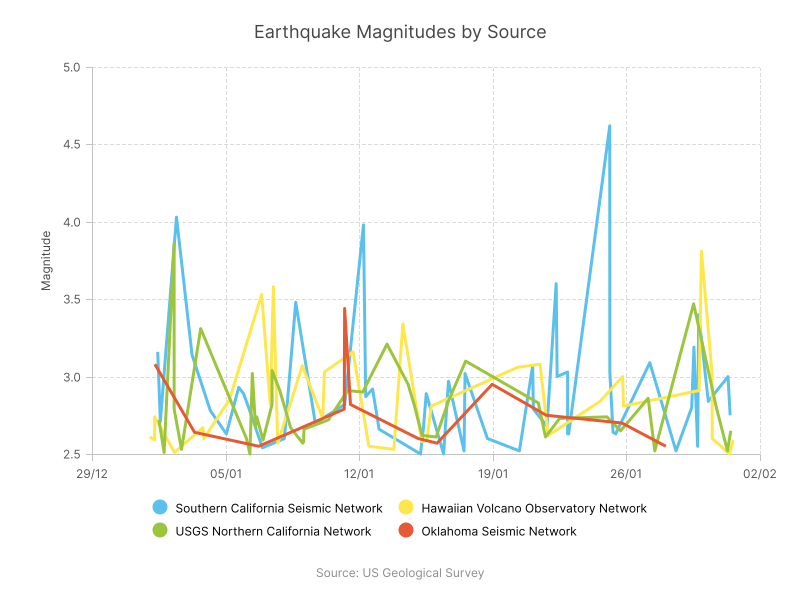 Earthquake Magnitudes by Source
5.0
4.5
4.0
3.5
3.0
2.5
Magnitude
29/12
05/01
12/01
19/01
26/01
02/02
Southern California Seismic Network
Hawaiian Volcano Observatory Network
USGS Northern California Network
Oklahoma Seismic Network
Source: US Geological Survey